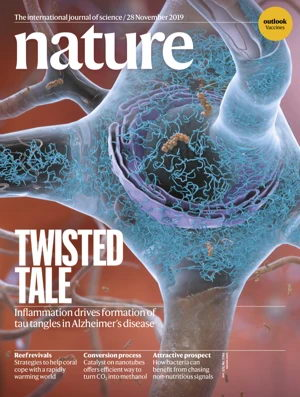 The international journal of science / 28 November 2019
outlook
Vaccines
nature
TWISTED
TALE
Inflammation drives formation of
tau tangles in Alzheimer's disease
Reef revivals
Strategies to help coral
cope with a rapidly
warming world
Conversion process
Catalyst on nanotubes
offers efficient way to
turn CO₂ into methanol
Attractive prospect
How bacteria can
benefit from chasing
non-nutritious signals